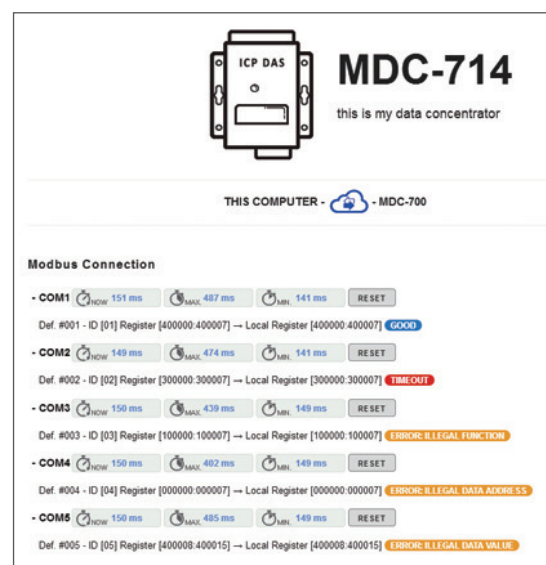 ICP DAS
MDC-714
this is my data concentrator
THIS COMPUTER - - MDC-700
Modbus Connection
- COM1 NOW 151 ms MAX. 487 ms MIN. 141 ms RESET
Def. #001 - ID [01] Register [400000:400007] → Local Register [400000:400007] GOOD
- COM2 NOW 149 ms MAX. 474 ms MIN. 141 ms RESET
Def. #002 - ID [02] Register [300000:300007] → Local Register [300000:300007] TIMEOUT
- COM3 NOW 150 ms MAX. 439 ms MIN. 149 ms RESET
Def. #003 - ID [03] Register [100000:100007] → Local Register [100000:100007] ERROR: ILLEGAL FUNCTION
- COM4 NOW 150 ms MAX. 402 ms MIN. 149 ms RESET
Def. #004 - ID [04] Register [000000:000007] → Local Register [000000:000007] ERROR: ILLEGAL DATA ADDRESS
- COM5 NOW 150 ms MAX. 485 ms MIN. 149 ms RESET
Def. #005 - ID [05] Register [400008:400015] → Local Register [400008:400015] ERROR: ILLEGAL DATA VALUE